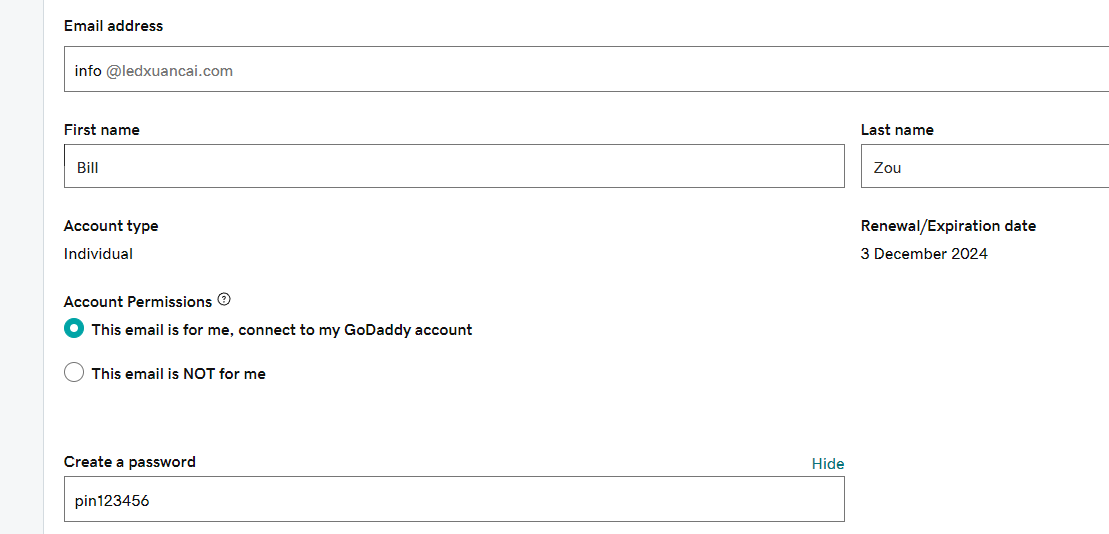 Email address
info @ledxuancai.com
First name
Last name
Bill
Zou
Account type
Renewal/Expiration date
Individual
3 December 2024
Account Permissions ?
This email is for me, connect to my GoDaddy account
This email is NOT for me
Create a password
Hide
pin123456